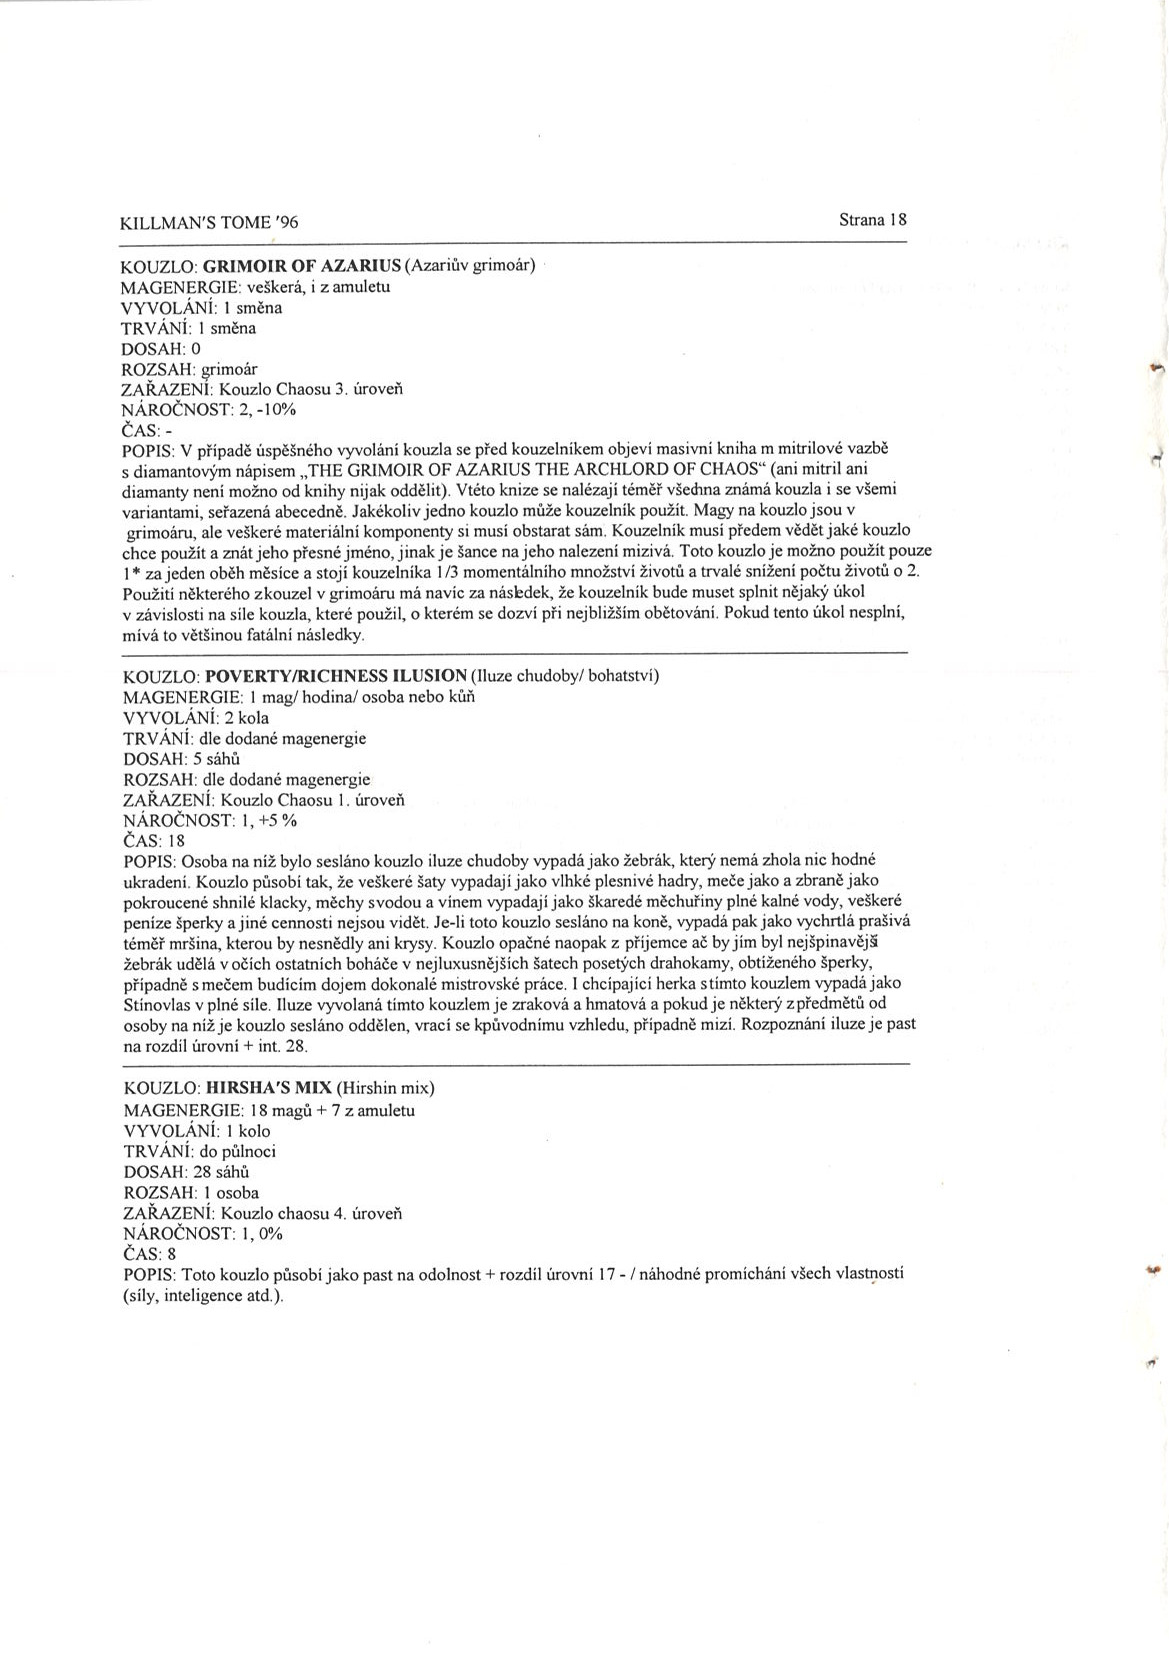 KILLMAN'S TOME '96 Strana 18
KOUZLO: GRIMOIR OF AZARIUS (Azariův grimoár)
MAGENERGIE: veškerá, i z amuletu
VYVOLÁNÍ: 1 směna
TRVÁNÍ: 1 směna
DOSAH: 0
ROZSAH: grimoár
ZAŘAZENÍ: Kouzlo Chaosu 3. úroveň
NÁROČNOST: 2, -10%
ČAS: -
POPIS: V případě úspěšného vyvolání kouzla se před kouzelníkem objeví masivní kniha m mitrilové vazbě
s diamantovým nápisem „THE GRIMOIR OF AZARIUS THE ARCHLORD OF CHAOS“ (ani mitril ani
diamanty není možno od knihy nijak oddělit). Vtéto knize se nalézají téměř všechna známá kouzla i se všemi
variantami, seřazená abecedně. Jakékoliv jedno kouzlo může kouzelník použít. Magy na kouzlo jsou v
grimoáru, ale veškeré materiální komponenty si musí obstarat sám. Kouzelník musí předem vědět jaké kouzlo
chce použít a znát jeho přesné jméno, jinak je šance na jeho nalezení mizivá. Toto kouzlo je možno použít pouze
1* za jeden oběh měsíce a stojí kouzelníka 1/3 momentálního množství životů a trvalé snížení počtu životů o 2.
Použití některého z kouzel v grimoáru má navíc za následek, že kouzelník bude muset splnit nějaký úkol
v závislosti na síle kouzla, které použil, o kterém se dozví při nejbližším obětování. Pokud tento úkol nesplní,
mívá to většinou fatální následky.
KOUZLO: POVERTY/RICHNESS ILUSION (Iluze chudoby/ bohatství)
MAGENERGIE: 1 mag/ hodina/ osoba nebo kůň
VYVOLÁNÍ: 2 kola
TRVÁNÍ: dle dodané magenergie
DOSAH: 5 sáhů
ROZSAH: dle dodané magenergie
ZAŘAZENÍ: Kouzlo Chaosu 1. úroveň
NÁROČNOST: 1, +5 %
ČAS: 18
POPIS: Osoba na níž bylo sesláno kouzlo iluze chudoby vypadá jako žebrák, který nemá zhola nic hodné
ukradení. Kouzlo působí tak, že veškeré šaty vypadají jako vlhké plesnivé hadry, meče jako a zbraně jako
pokroucené shnilé klacky, měchy s vodou a vínem vypadají jako škaredé měchuřiny plné kalné vody, veškeré
peníze šperky a jiné cennosti nejsou vidět. Je-li toto kouzlo sesláno na koně, vypadá pak jako vychrtlá prašivá
téměř mršina, kterou by nesnědly ani krysy. Kouzlo opačné naopak z příjemce ač by jím byl nejšpinavější
žebrák udělá v očích ostatních boháče v nejluxusnějších šatech posetých drahokamy, obtíženého šperky,
případně s mečem budícím dojem dokonalé mistrovské práce. I chcípající herka s tímto kouzlem vypadá jako
Stínovlas v plné síle. Iluze vyvolaná tímto kouzlem je zraková a hmatová a pokud je některý z předmětů od
osoby na níž je kouzlo sesláno oddělen, vrací se kpůvodnímu vzhledu, případně mizí. Rozpoznání iluze je past
na rozdíl úrovní + int. 28.
KOUZLO: HIRSHA'S MIX (Hirshin mix)
MAGENERGIE: 18 magů + 7 z amuletu
VYVOLÁNÍ: 1 kolo
TRVÁNÍ: do půlnoci
DOSAH: 28 sáhů
ROZSAH: 1 osoba
ZAŘAZENÍ: Kouzlo chaosu 4. úroveň
NÁROČNOST: 1, 0%
ČAS: 8
POPIS: Toto kouzlo působí jako past na odolnost + rozdíl úrovní 17 - / náhodné promíchání všech vlastností
(síly, inteligence atd.).